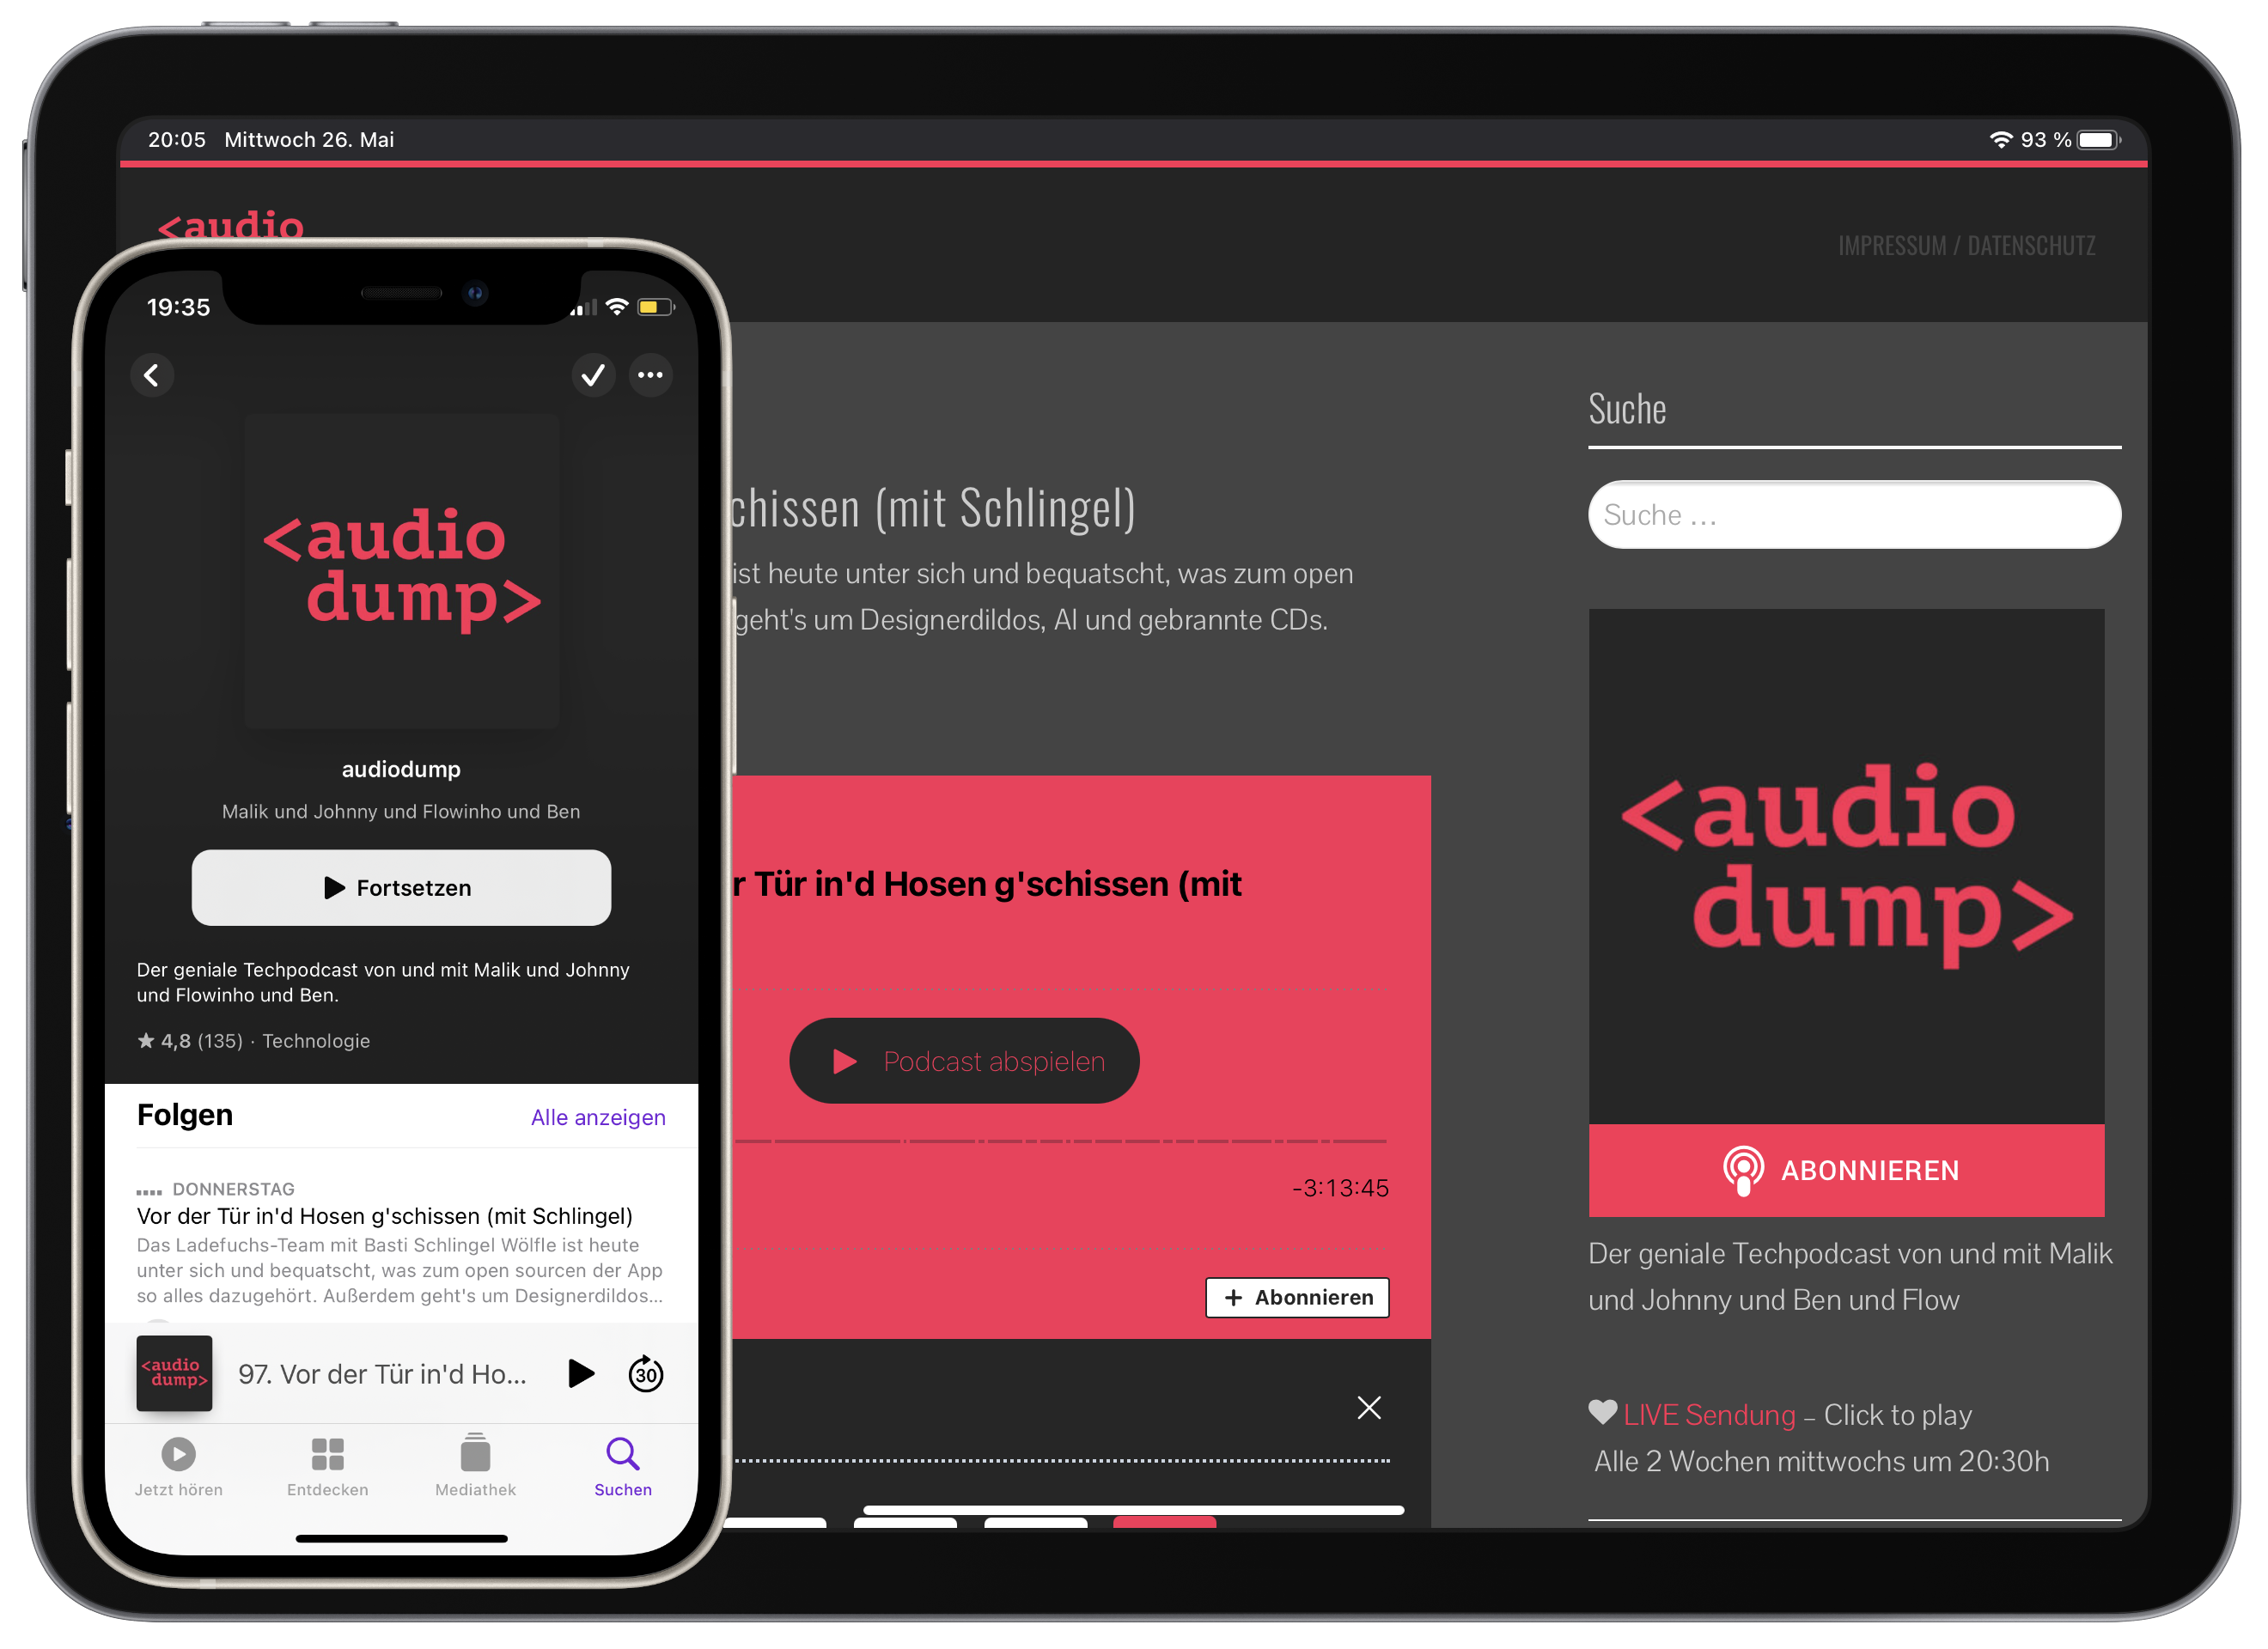 20:05 Mittwoch 26. Mai
93 %
<audio
IMPRESSUM / DATENSCHUTZ
19:35
<audio
dump>
audiodump
Malik und Johnny und Flowinho und Ben
Fortsetzen
Der geniale Techpodcast von und mit Malik und Johnny
und Flowinho und Ben.
4,8 (135) · Technologie
Folgen
Alle anzeigen
DONNERSTAG
Vor der Tür in'd Hosen g'schissen (mit Schlingel)
Das Ladefuchs-Team mit Basti Schlingel Wölfle ist heute
unter sich und bequatscht, was zum open sourcen der App
so alles dazugehört. Außerdem geht's um Designerdildos...
<audio
dump>
97. Vor der Tür in'd Ho...
30
Jetzt hören
Entdecken
Mediathek
Suchen
chissen (mit Schlingel)
ist heute unter sich und bequatscht, was zum open
geht's um Designerdildos, AI und gebrannte CDs.
r Tür in'd Hosen g'schissen (mit
Podcast abspielen
-3:13:45
+ Abonnieren
Suche
Suche ...
<audio
dump>
ABONNIEREN
Der geniale Techpodcast von und mit Malik
und Johnny und Ben und Flow
LIVE Sendung – Click to play
Alle 2 Wochen mittwochs um 20:30h